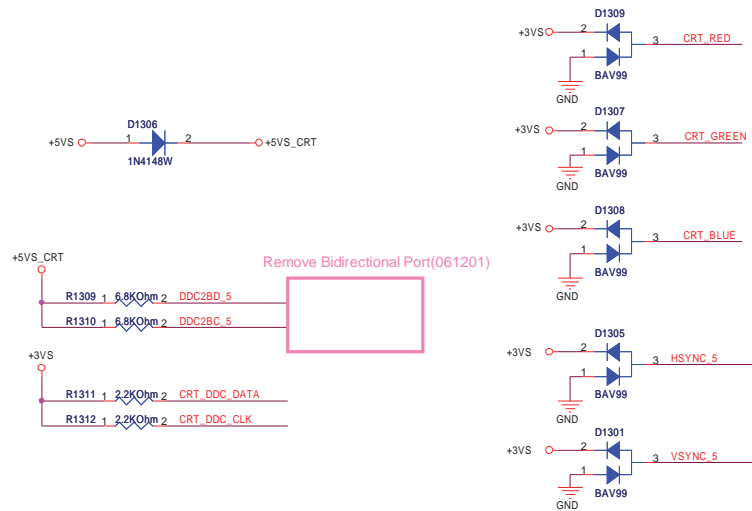 D1306
+5VS 1 2 +5VS_CRT
1N4148W
Remove Bidirectional Port(061201)
+5VS_CRT
R1309 1 6.8KOhm 2 DDC2BD_5
R1310 1 6.8KOhm 2 DDC2BC_5
+3VS
R1311 1 2.2KOhm 2 CRT_DDC_DATA
R1312 1 2.2KOhm 2 CRT_DDC_CLK
D1309
+3VS 2
1 3 CRT_RED
BAV99
GND
D1307
+3VS 2
1 3 CRT_GREEN
BAV99
GND
D1308
+3VS 2
1 3 CRT_BLUE
BAV99
GND
D1305
+3VS 2
1 3 HSYNC_5
BAV99
GND
D1301
+3VS 2
1 3 VSYNC_5
BAV99
GND